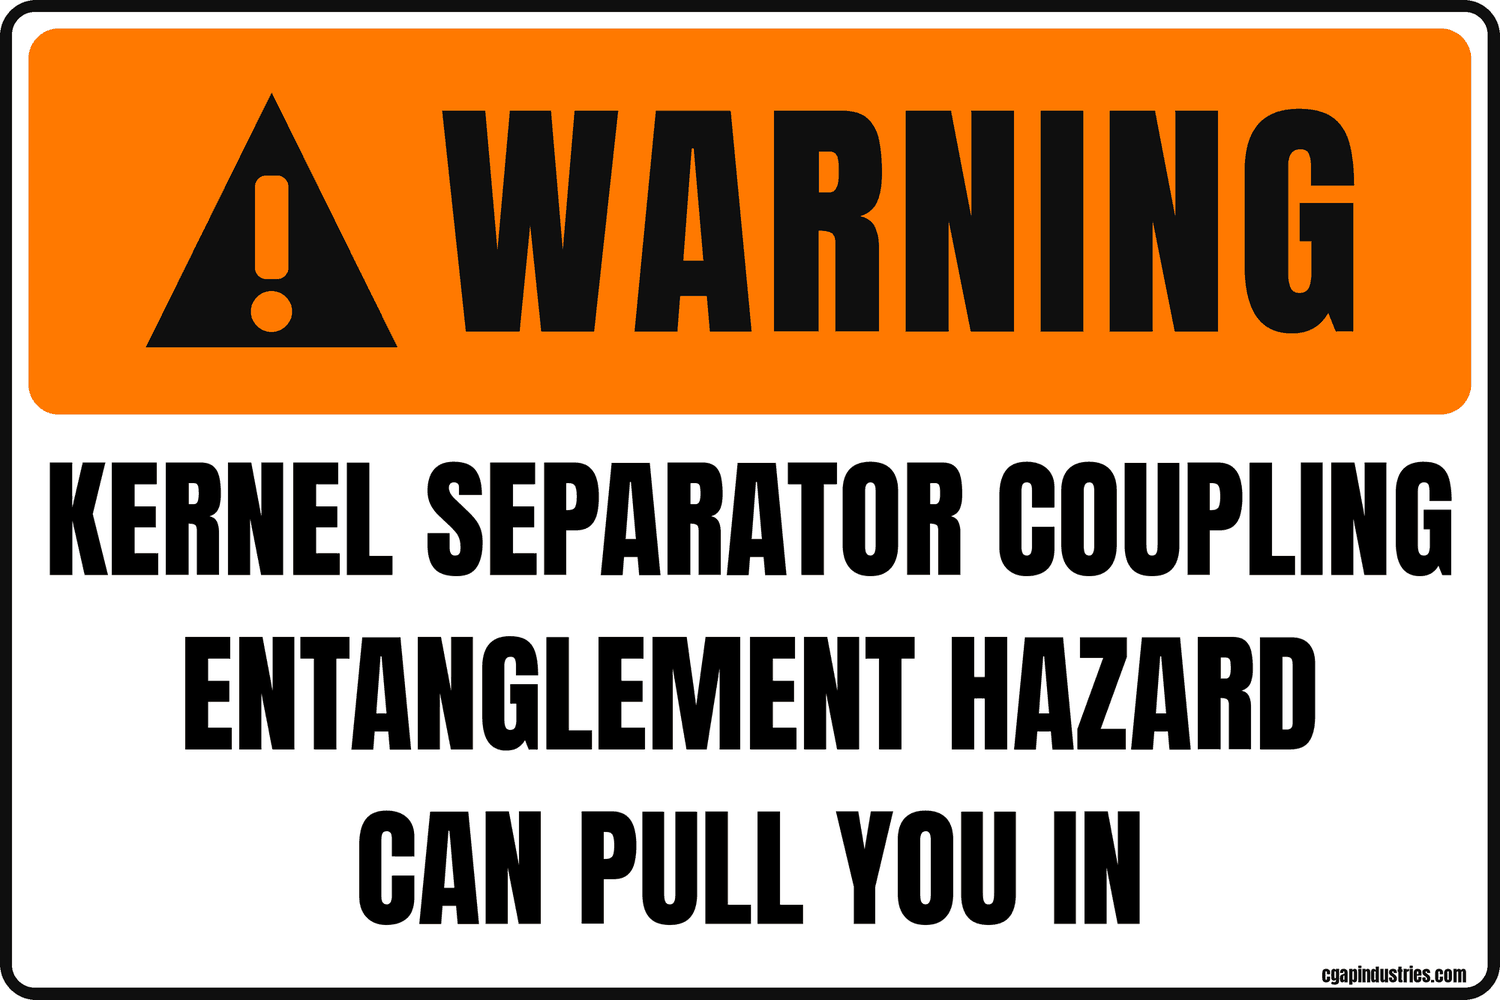 WARNING
KERNEL SEPARATOR COUPLING
ENTANGLEMENT HAZARD
CAN PULL YOU IN
cgapindustries.com